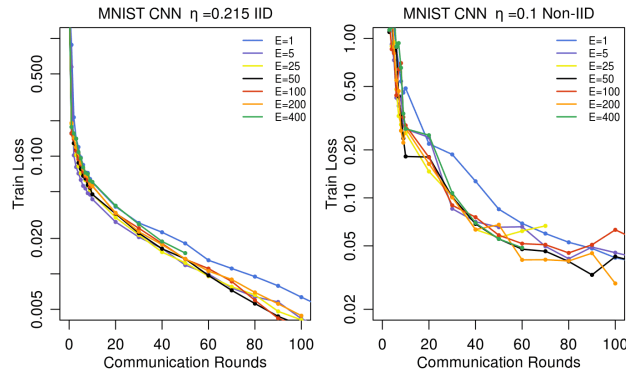 MNIST CNN η =0.215 IID
Train Loss
0.500
0.100
0.020
0.005
E=1
E=5
E=25
E=50
E=100
E=200
E=400
0 20 40 60 80 100
Communication Rounds
MNIST CNN η =0.1 Non-IID
Train Loss
1.00
0.50
0.20
0.10
0.05
0.02
E=1
E=5
E=25
E=50
E=100
E=200
E=400
0 20 40 60 80 100
Communication Rounds